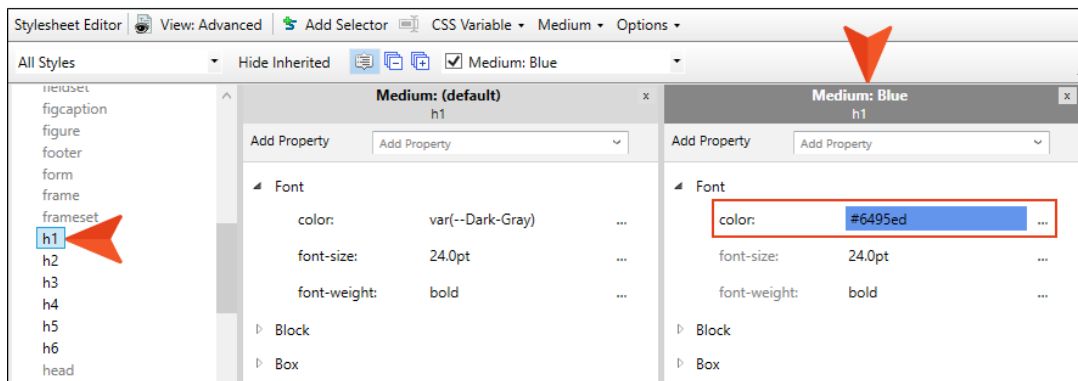 Stylesheet Editor View: Advanced Add Selector CSS Variable Medium Options
All Styles Hide Inherited Medium: Blue
fieldset
figcaption
figure
footer
form
frame
frameset
h1
h2
h3
h4
h5
h6
head
Medium: (default) x
h1
Add Property Add Property
Font
color: var(--Dark-Gray) ...
font-size: 24.0pt ...
font-weight: bold ...
Block
Box
Medium: Blue x
h1
Add Property Add Property
Font
color: #6495ed ...
font-size: 24.0pt ...
font-weight: bold ...
Block
Box